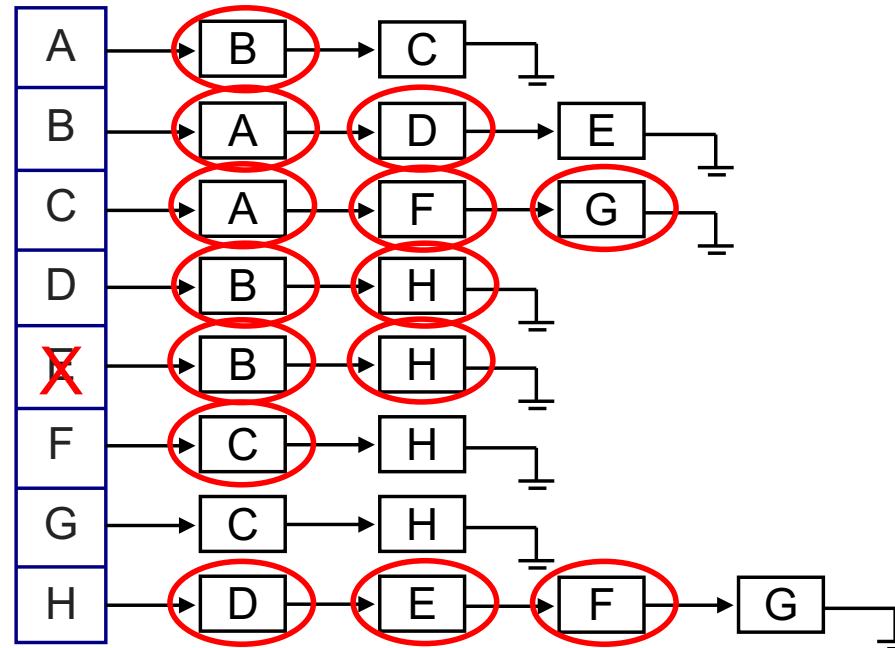 A B C
B A D E
C A F G
D B H
E B H
F C H
G C H
H D E F G